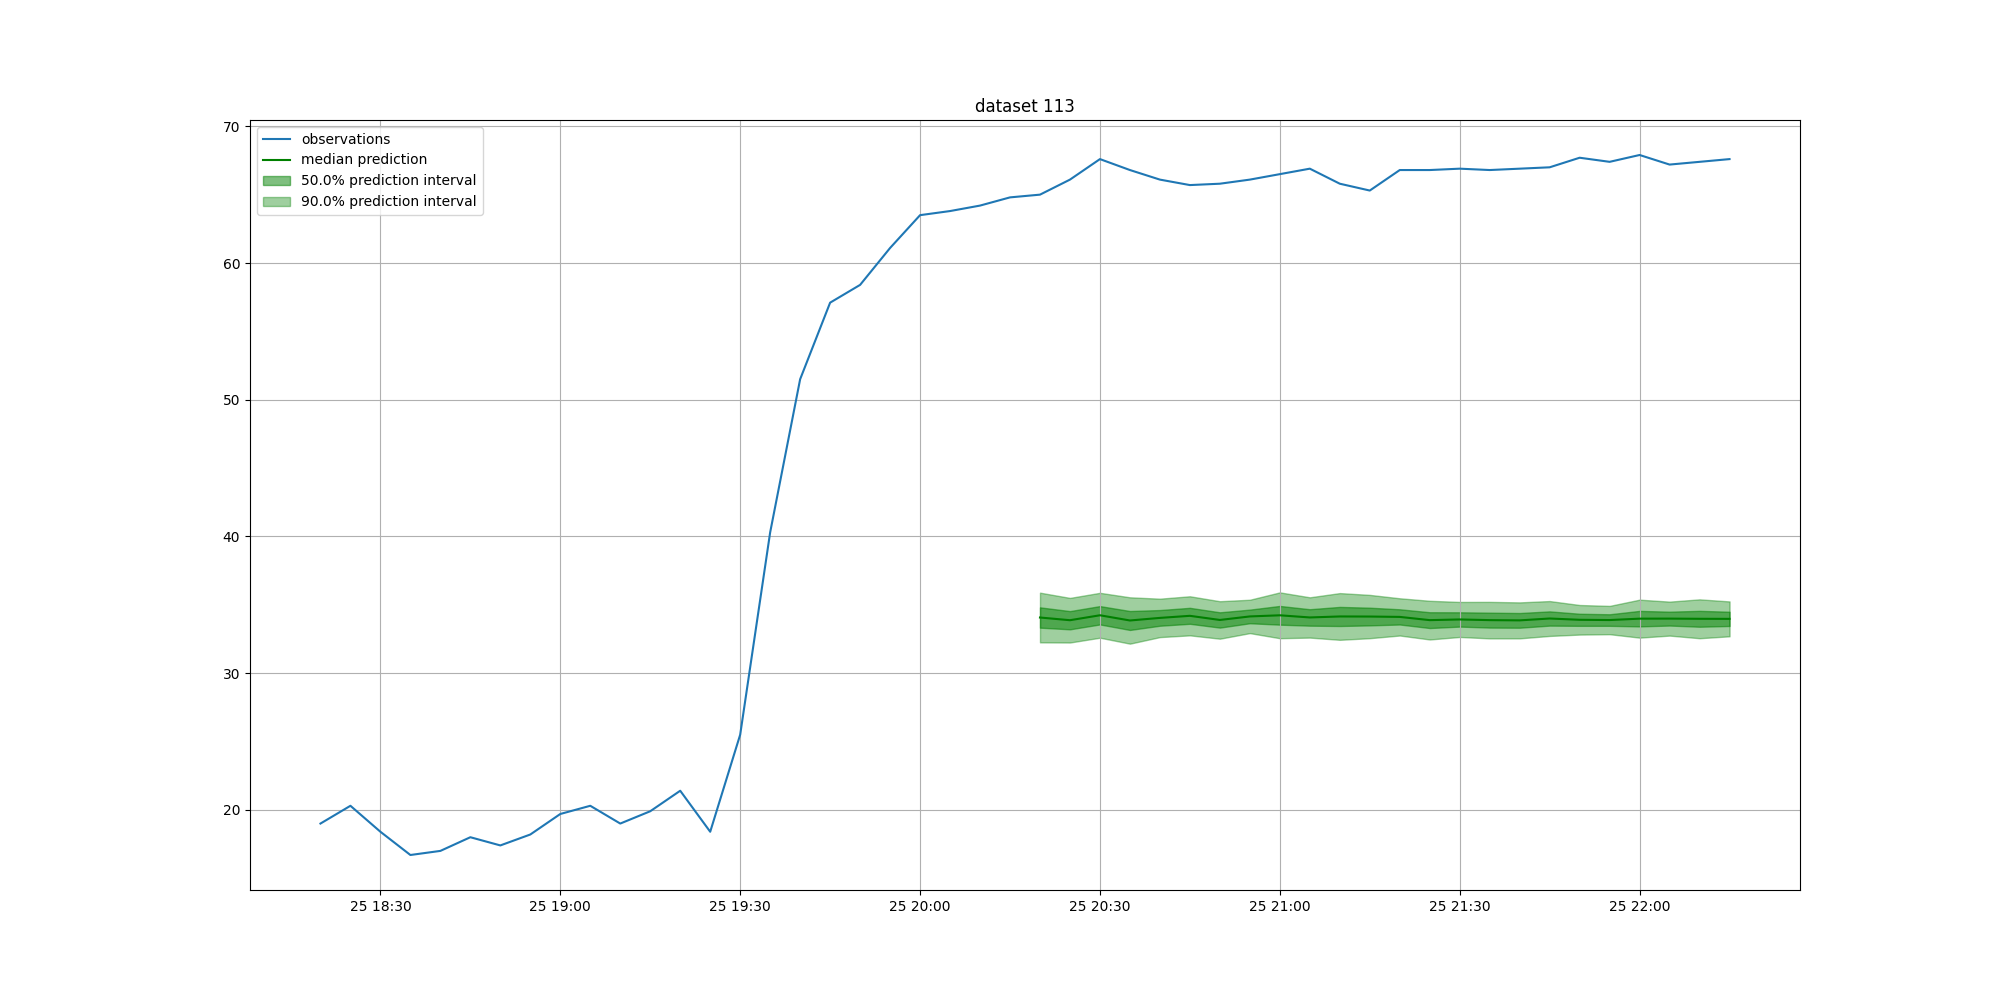 dataset 113
observations
median prediction
50.0% prediction interval
90.0% prediction interval
70
60
50
40
30
20
25 18:30
25 19:00
25 19:30
25 20:00
25 20:30
25 21:00
25 21:30
25 22:00